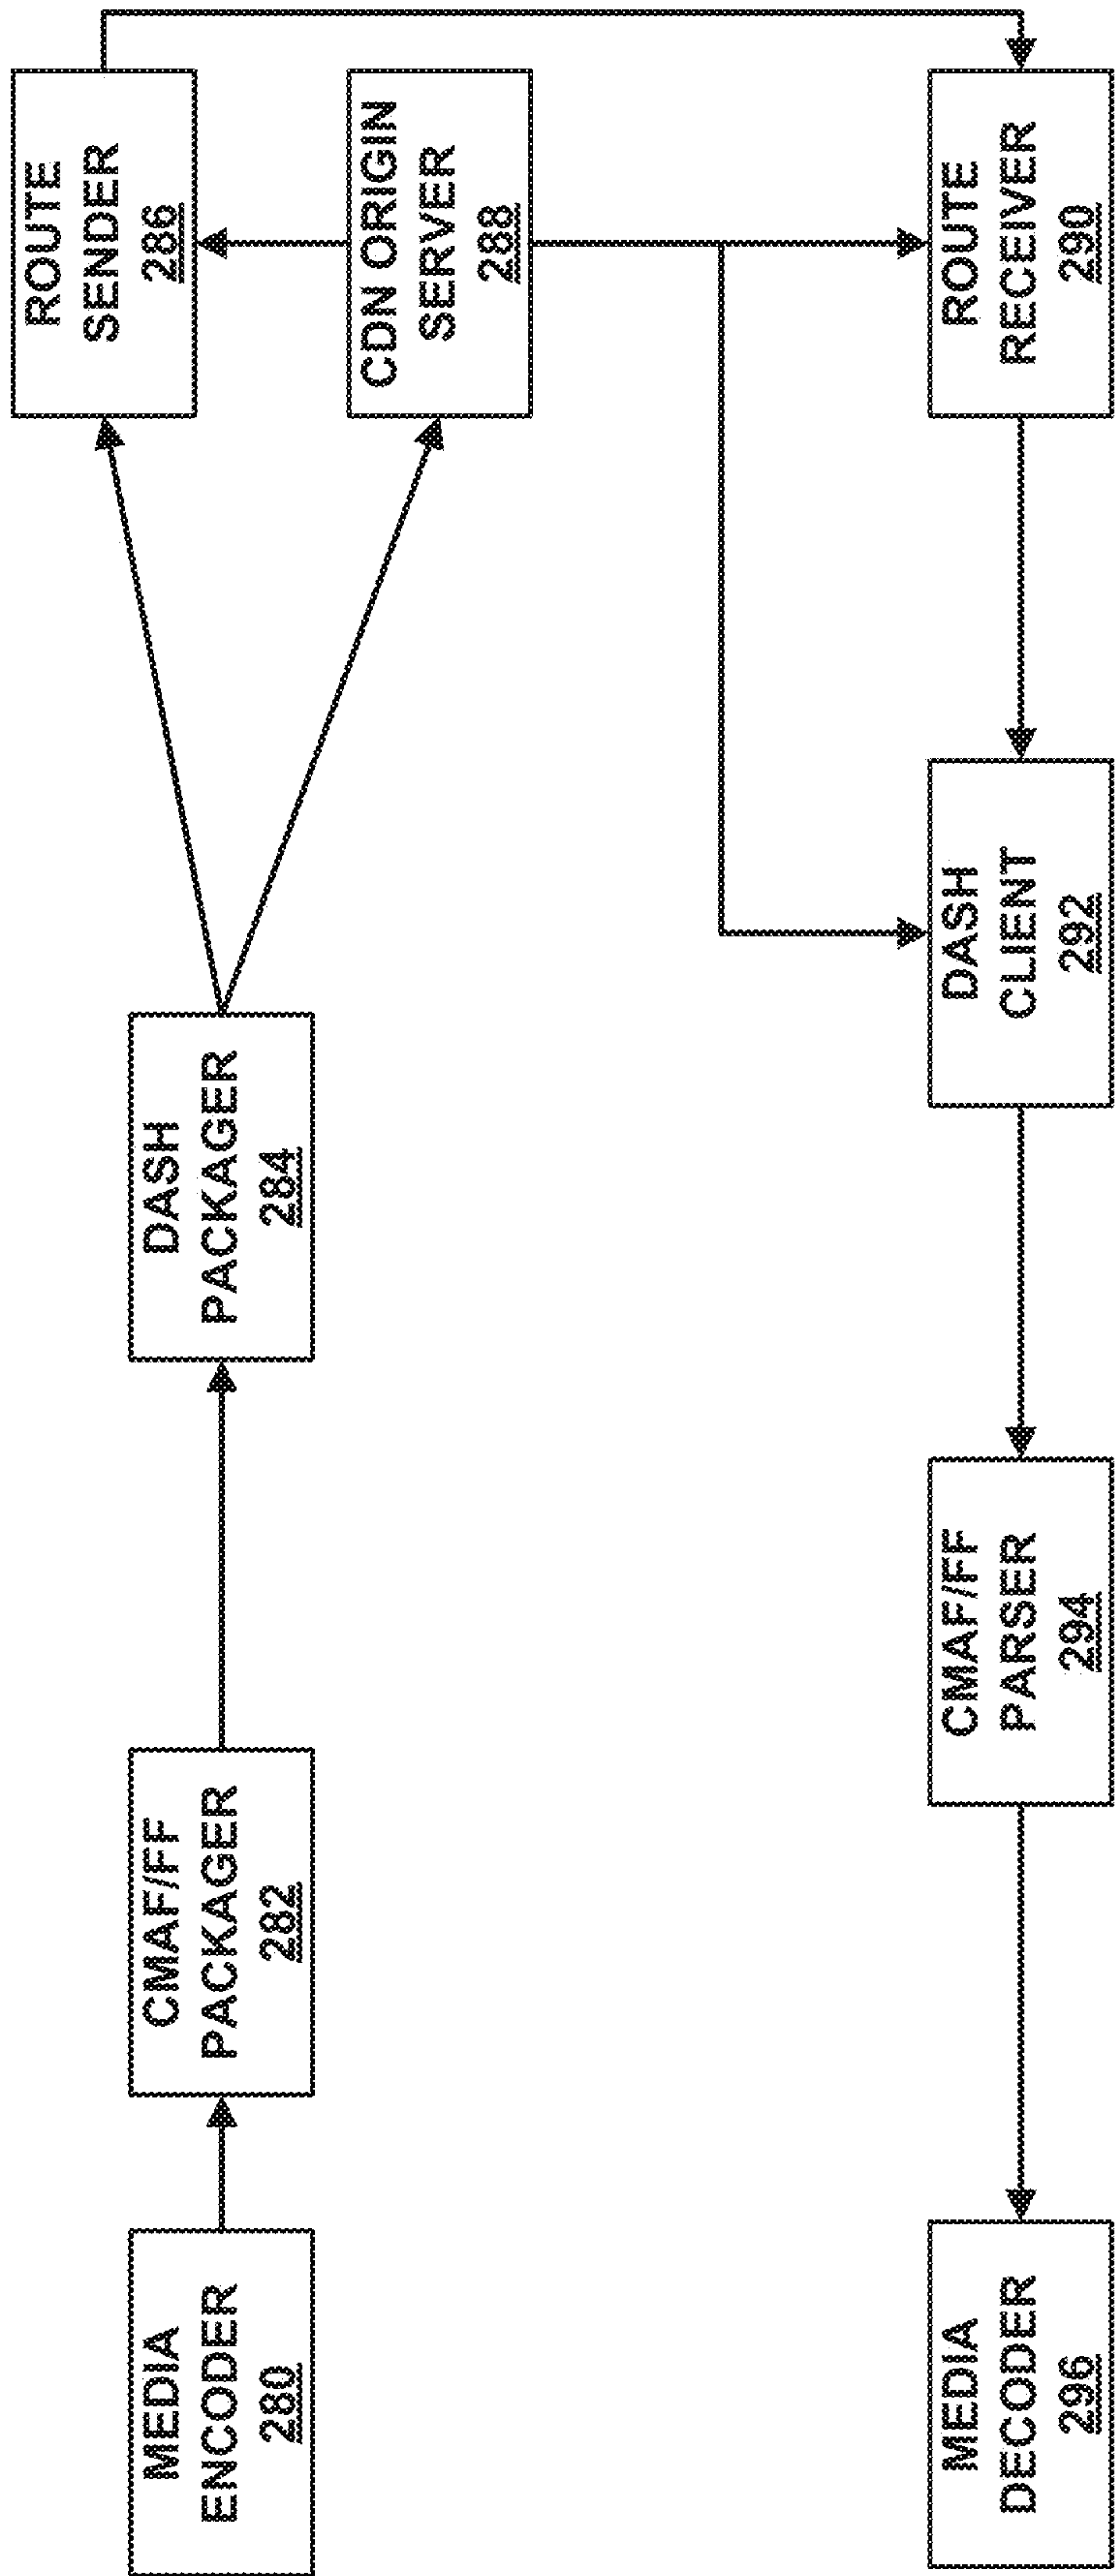 MEDIA
ENCODER
280
CMAF/FF
PACKAGER
282
DASH
PACKAGER
284
ROUTE
SENDER
286
CDN ORIGIN
SERVER
288
ROUTE
RECEIVER
290
DASH
CLIENT
292
CMAF/FF
PARSER
294
MEDIA
DECODER
296